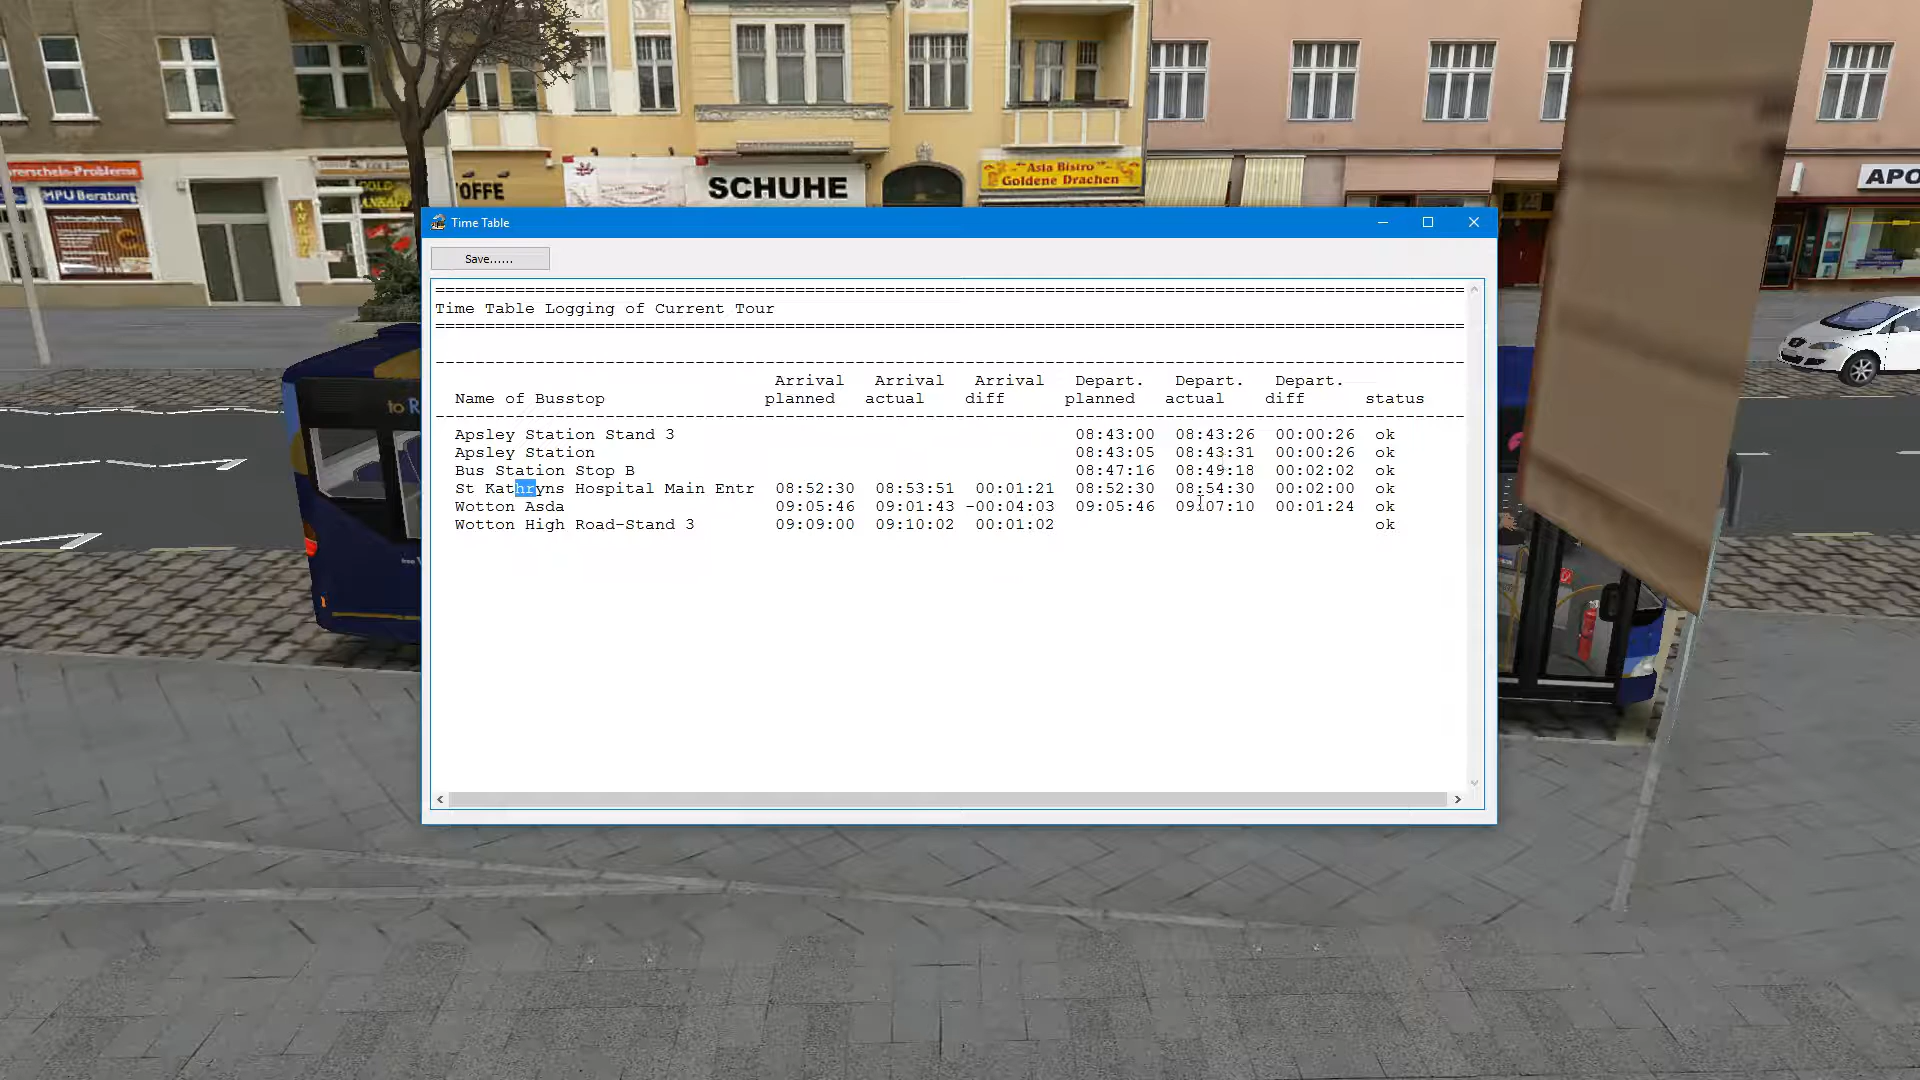 rerschein-Probleme
MPU Beratung
GOLD
ANKAUF
OFFE
SCHUHE
Asia Bistro
Goldene Drachen
APO
Time Table
Save......
Time Table Logging of Current Tour
Arrival Arrival Arrival Depart. Depart. Depart.
Name of Busstop planned actual diff planned actual diff status
Apsley Station Stand 3 08:43:00 08:43:26 00:00:26 ok
Apsley Station 08:43:05 08:43:31 00:00:26 ok
Bus Station Stop B 08:47:16 08:49:18 00:02:02 ok
St Kathryns Hospital Main Entr 08:52:30 08:53:51 00:01:21 08:52:30 08:54:30 00:02:00 ok
Wotton Asda 09:05:46 09:01:43 -00:04:03 09:05:46 09:07:10 00:01:24 ok
Wotton High Road-Stand 3 09:09:00 09:10:02 00:01:02 ok
to R